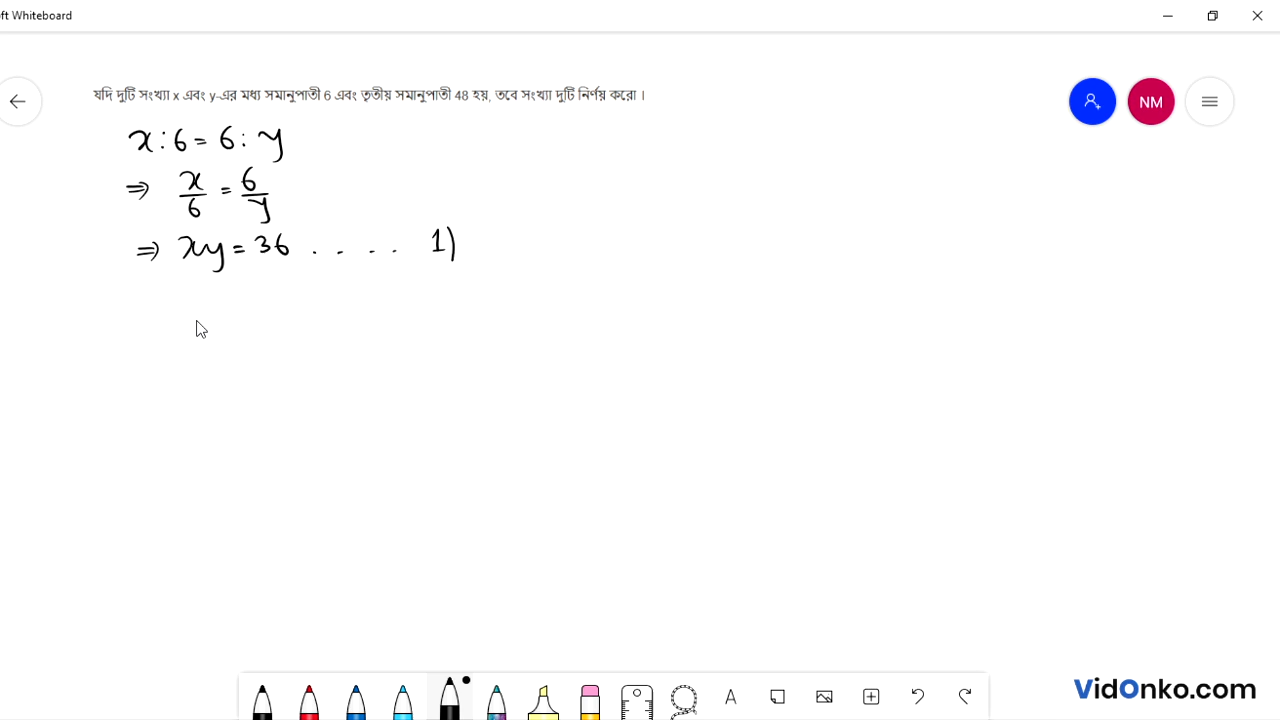 ft Whiteboard
যদি দুটি সংখ্যা x এবং y-এর মধ্য সমানুপাতী 6 এবং তৃতীয় সমানুপাতী 48 হয়, তবে সংখ্যা দুটি নির্ণয় করো ।
NM
x : 6 = 6 : y
⇒ x/6 = 6/y
⇒ xy = 36 . . . . 1)
A
VidOnko.com